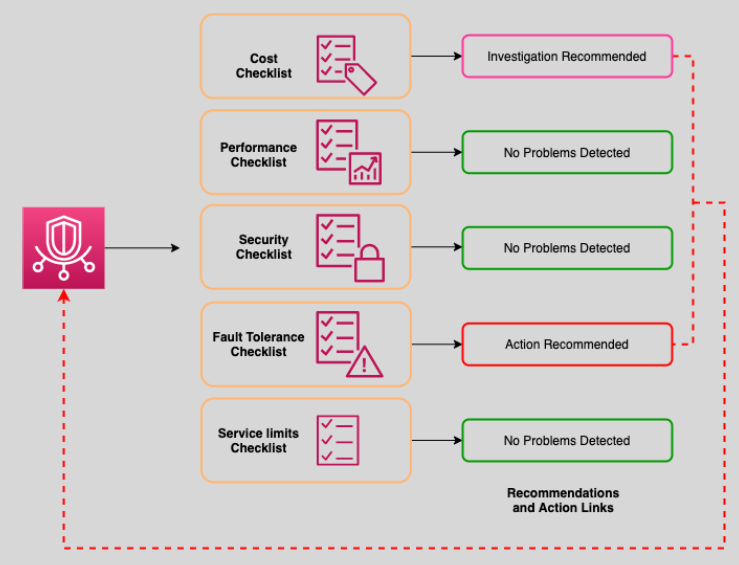 Cost
Checklist
Investigation Recommended
Performance
Checklist
No Problems Detected
Security
Checklist
No Problems Detected
Fault Tolerance
Checklist
Action Recommended
Service limits
Checklist
No Problems Detected
Recommendations
and Action Links